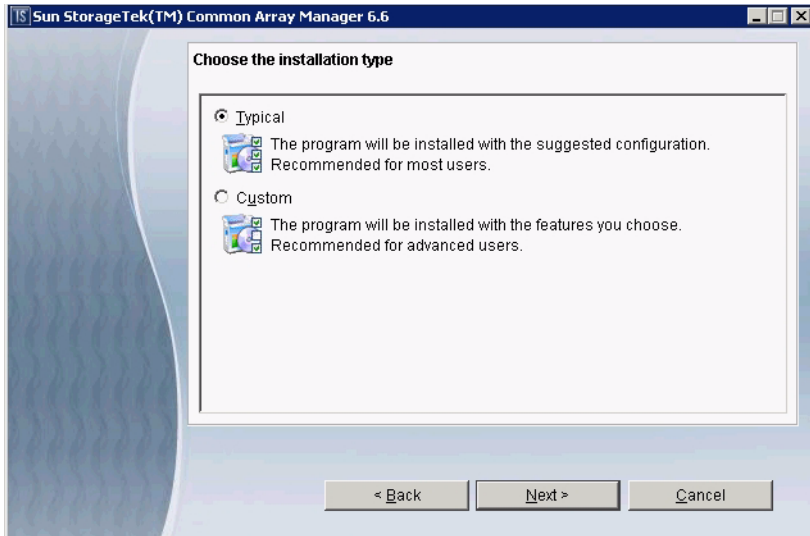 Sun StorageTek(TM) Common Array Manager 6.6
Choose the installation type
Typical
The program will be installed with the suggested configuration.
Recommended for most users.
Custom
The program will be installed with the features you choose.
Recommended for advanced users.
< Back
Next >
Cancel